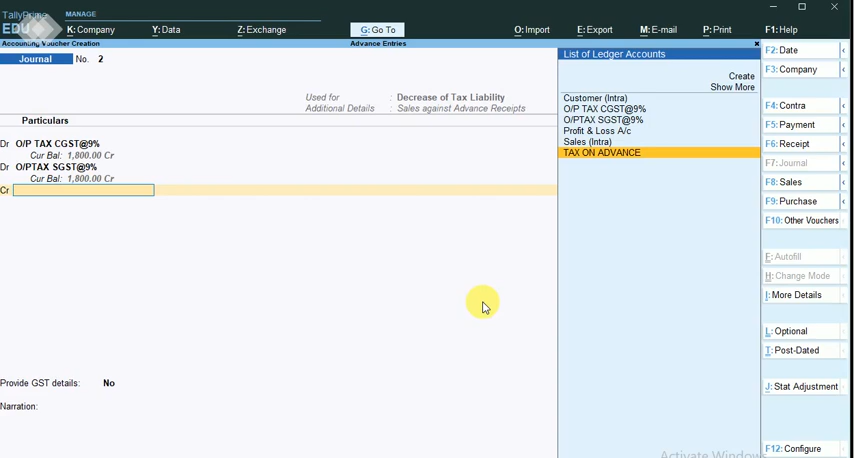 TallyPrime
EDU
MANAGE
K: Company Y: Data Z: Exchange G: Go To O: Import E: Export M: E-mail P: Print F1: Help
Accounting Voucher Creation Advance Entries ×
Journal No. 2
Used for : Decrease of Tax Liability
Additional Details : Sales against Advance Receipts
Particulars
Dr O/P TAX CGST@9%
Cur Bal: 1,800.00 Cr
Dr O/PTAX SGST@9%
Cur Bal: 1,800.00 Cr
Cr
Provide GST details: No
Narration:
List of Ledger Accounts
Create
Show More
Customer (Intra)
O/P TAX CGST@9%
O/PTAX SGST@9%
Profit & Loss A/c
Sales (Intra)
TAX ON ADVANCE
F2: Date
F3: Company
F4: Contra
F5: Payment
F6: Receipt
F7: Journal
F8: Sales
F9: Purchase
F10: Other Vouchers
F: Autofill
H: Change Mode
I: More Details
L: Optional
T: Post-Dated
J: Stat Adjustment
F12: Configure
Activate Windows